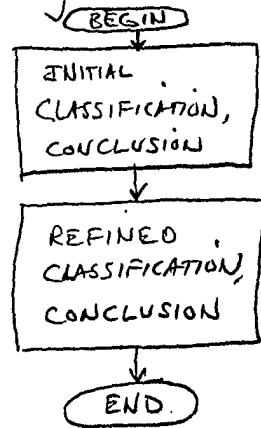 BEGIN
INITIAL
CLASSIFICATION,
CONCLUSION
REFINED
CLASSIFICATION,
CONCLUSION
END.